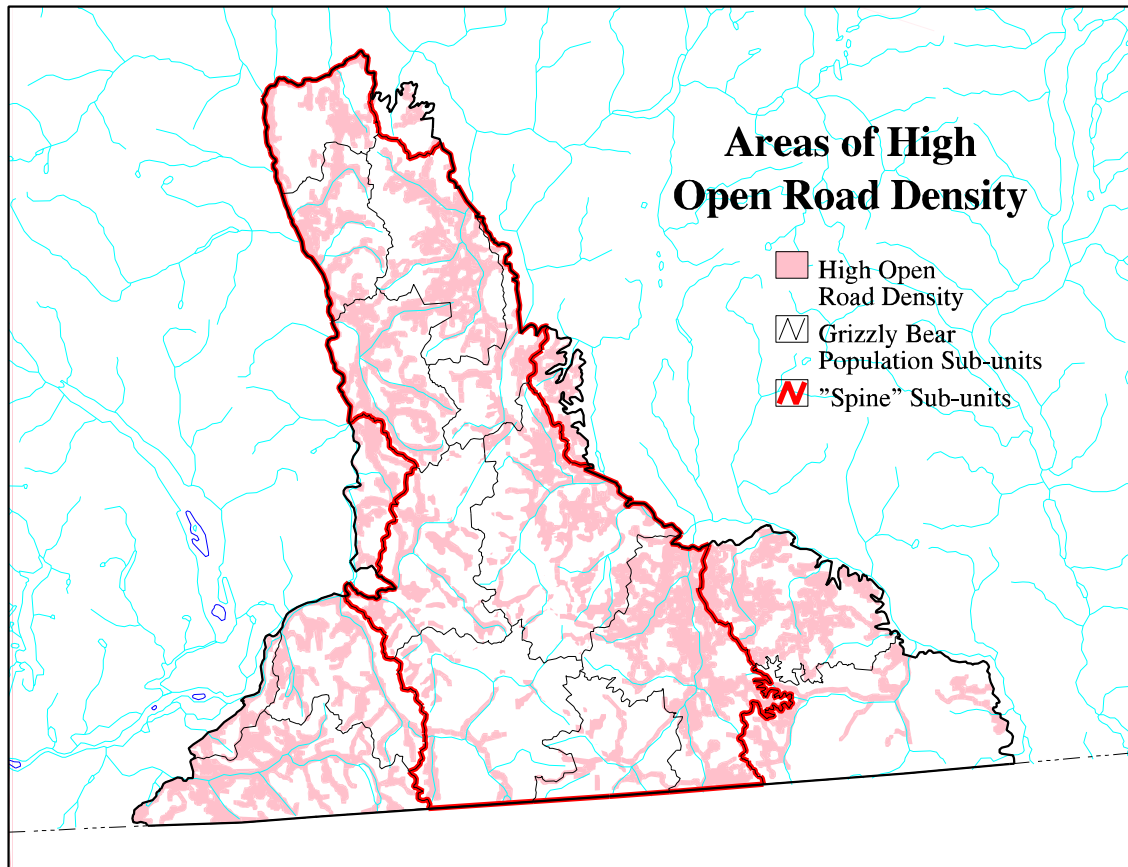 Areas of High
Open Road Density
High Open
Road Density
Grizzly Bear
Population Sub-units
”Spine” Sub-units